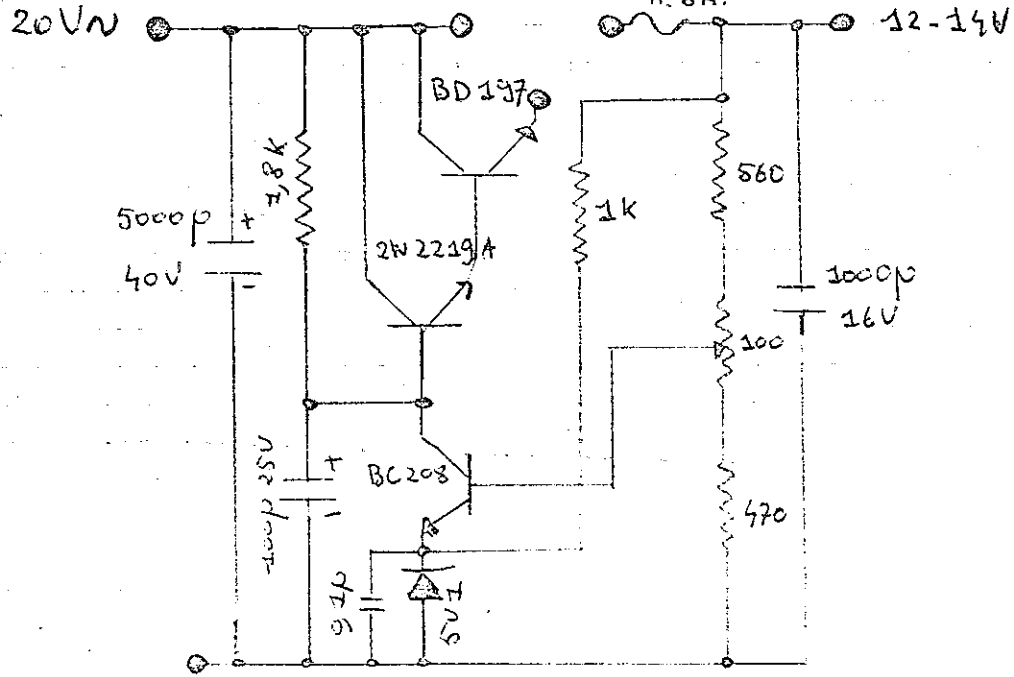 20V~
12-14V
BD197
1,8K
5000µ
40V
+
-
2N2219A
1K
560
1000µ
16V
100
100µ 25V
+
-
BC208
470
5V1